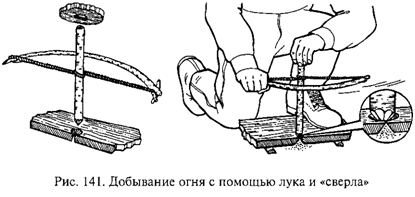 Рис. 141. Добывание огня с помощью лука и «сверла»